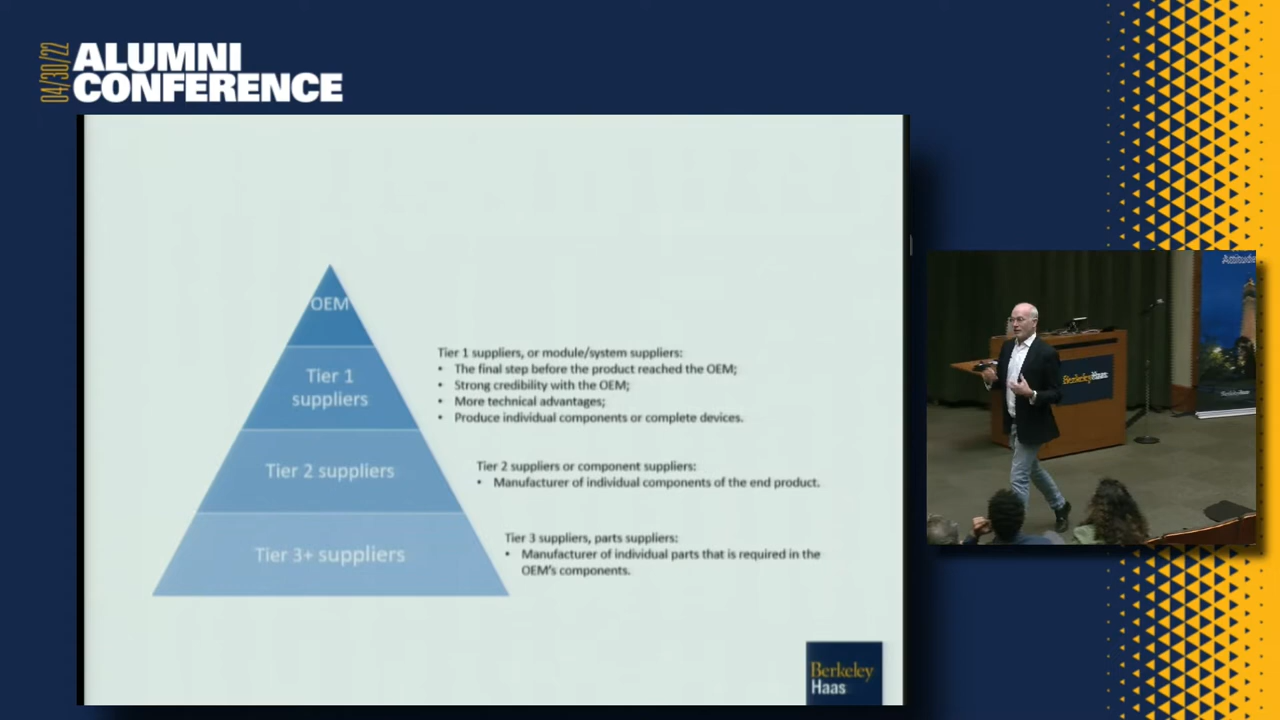 04/30/22
ALUMNI
CONFERENCE
OEM
Tier 1
suppliers
Tier 2 suppliers
Tier 3+ suppliers
Tier 1 suppliers, or module/system suppliers:
• The final step before the product reached the OEM;
• Strong credibility with the OEM;
• More technical advantages;
• Produce individual components or complete devices.
Tier 2 suppliers or component suppliers:
• Manufacturer of individual components of the end product.
Tier 3 suppliers, parts suppliers:
• Manufacturer of individual parts that is required in the
OEM's components.
Berkeley
Haas
Attitude
BerkeleyHaas
BerkeleyHaas